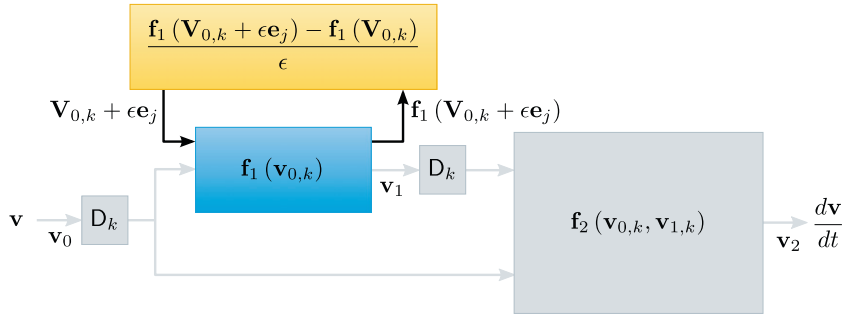 f₁ (V₀,ₖ + ϵeⱼ) − f₁ (V₀,ₖ)
ϵ
V₀,ₖ + ϵeⱼ
f₁ (V₀,ₖ + ϵeⱼ)
f₁ (v₀,ₖ)
v₁
Dₖ
v
v₀
Dₖ
f₂ (v₀,ₖ, v₁,ₖ)
v₂
dv
dt